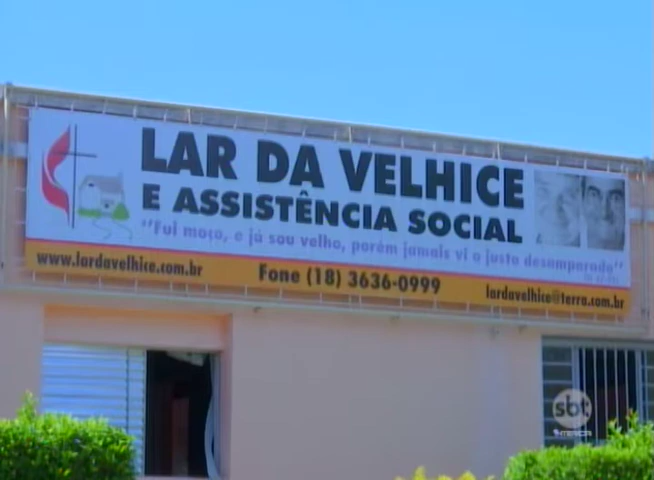 LAR DA VELHICE
E ASSISTÊNCIA SOCIAL
"Fui moço, e já sou velho, porém jamais vi o justo desamparado"
www.lardavelhice.com.br
Fone (18) 3636-0999
lardavelhice@terra.com.br
sbt
INTERIOR